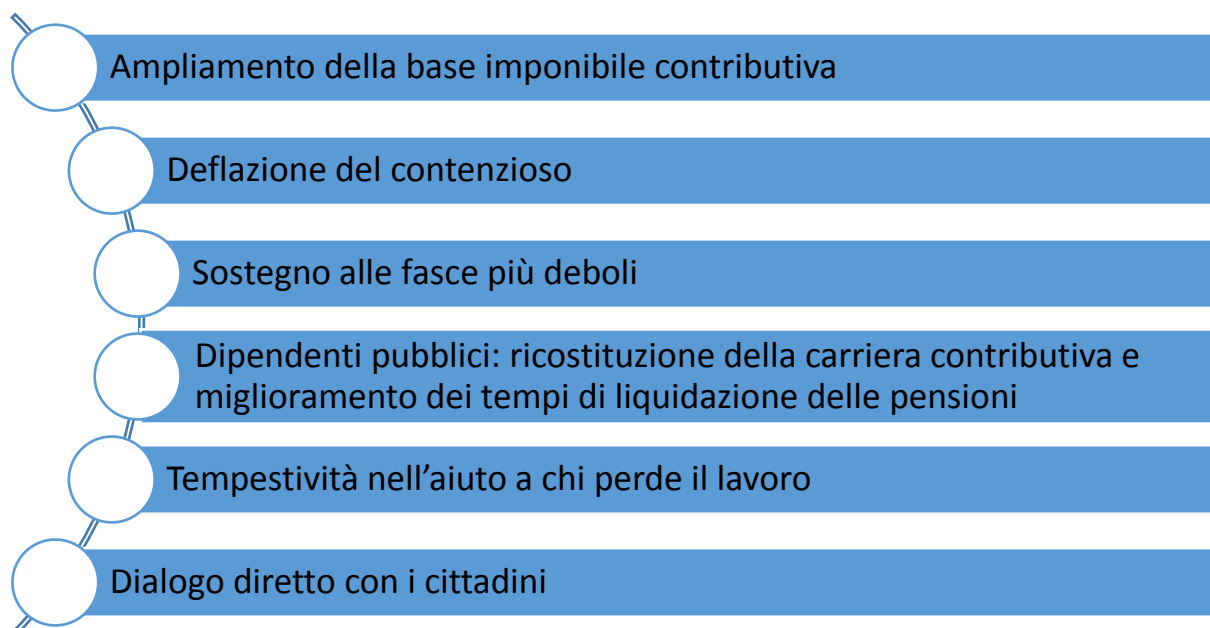 Ampliamento della base imponibile contributiva
Deflazione del contenzioso
Sostegno alle fasce più deboli
Dipendenti pubblici: ricostituzione della carriera contributiva e
miglioramento dei tempi di liquidazione delle pensioni
Tempestività nell’aiuto a chi perde il lavoro
Dialogo diretto con i cittadini